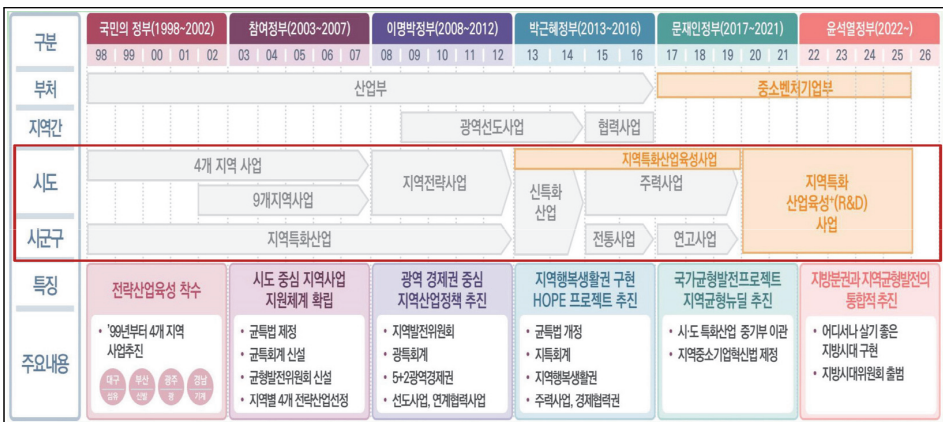 구분
국민의 정부(1998~2002)
참여정부(2003~2007)
이명박정부(2008~2012)
박근혜정부(2013~2016)
문재인정부(2017~2021)
윤석열정부(2022~)
98 99 00 01 02 03 04 05 06 07 08 09 10 11 12 13 14 15 16 17 18 19 20 21 22 23 24 25 26
부처
산업부
중소벤처기업부
지역간
광역선도사업
협력사업
시도
4개 지역 사업
9개지역사업
지역전략사업
지역특화산업육성사업
신특화
산업
주력사업
지역특화
산업육성⁺(R&D)
사업
시군구
지역특화산업
전통사업
연고사업
특징
전략산업육성 착수
시도 중심 지역사업
지원체계 확립
광역 경제권 중심
지역산업정책 추진
지역행복생활권 구현
HOPE 프로젝트 추진
국가균형발전프로젝트
지역균형뉴딜 추진
지방분권과 지역균형발전의
통합적 추진
주요내용
• '99년부터 4개 지역
사업추진
대구 섬유
부산 신발
광주 광
경남 기계
• 균특법 제정
• 균특회계 신설
• 균형발전위원회 신설
• 지역별 4개 전략산업선정
• 지역발전위원회
• 광특회계
• 5+2광역경제권
• 선도사업, 연계협력사업
• 균특법 개정
• 지특회계
• 지역행복생활권
• 주력사업, 경제협력권
• 시·도 특화산업 중기부 이관
• 지역중소기업혁신법 제정
• 어디서나 살기 좋은
지방시대 구현
• 지방시대위원회 출범